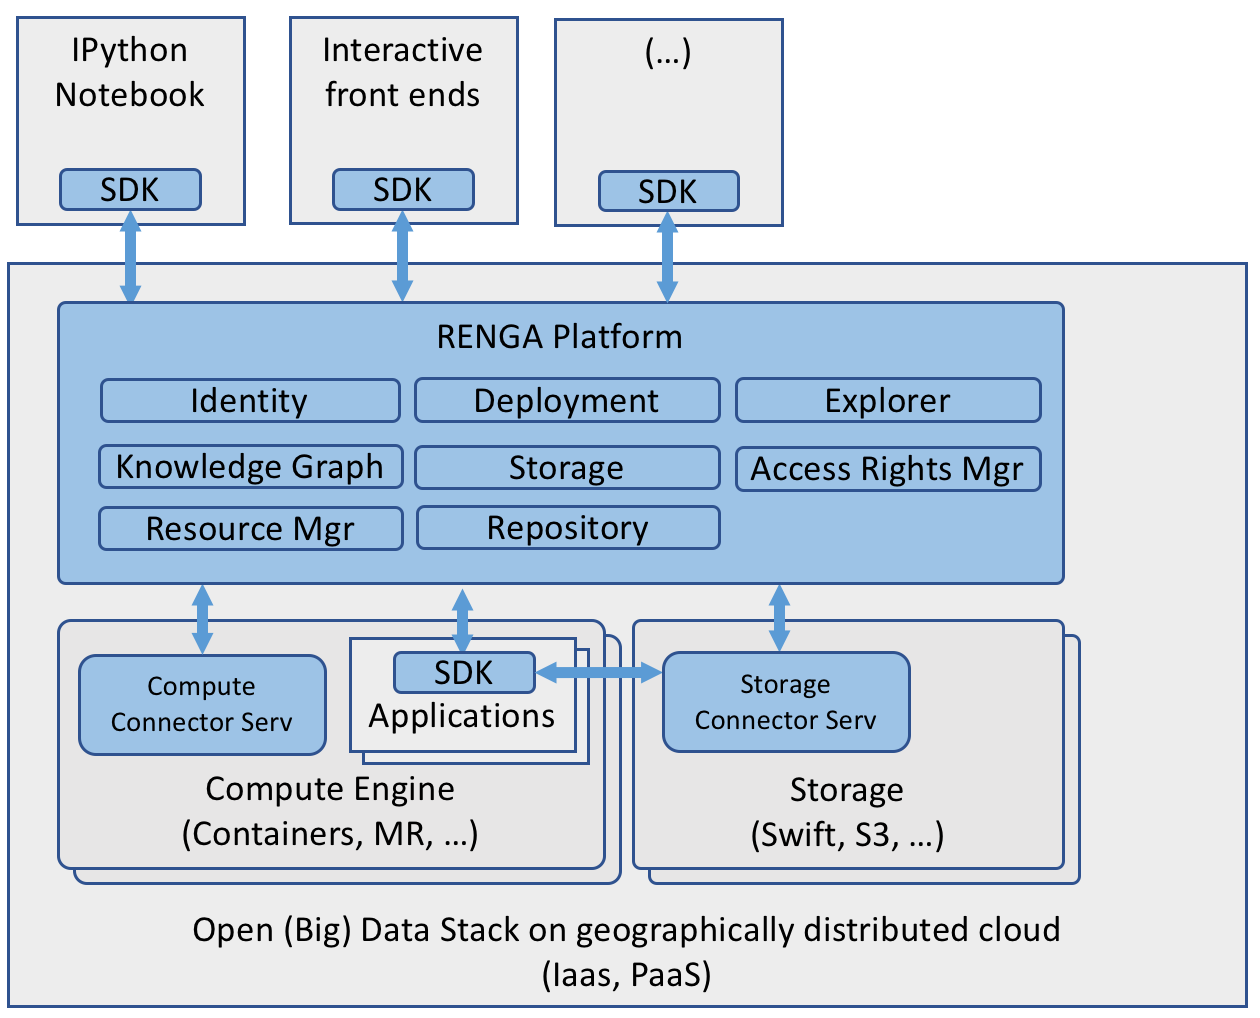 IPython
Notebook
SDK
Interactive
front ends
SDK
(...)
SDK
RENGA Platform
Identity
Deployment
Explorer
Knowledge Graph
Storage
Access Rights Mgr
Resource Mgr
Repository
Compute
Connector Serv
SDK
Applications
Compute Engine
(Containers, MR, ...)
Storage
Connector Serv
Storage
(Swift, S3, ...)
Open (Big) Data Stack on geographically distributed cloud
(Iaas, PaaS)